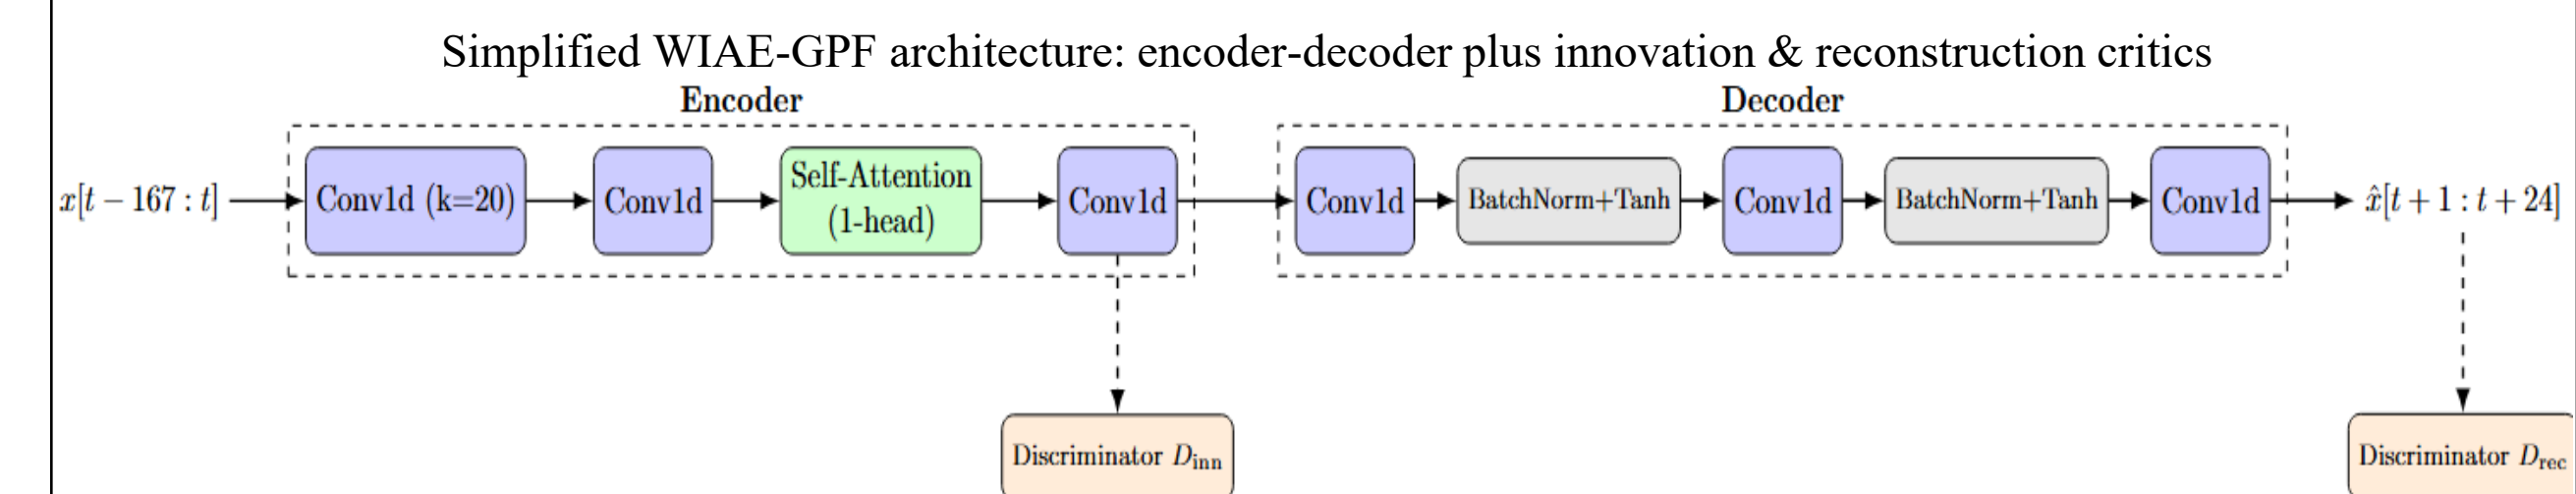 Simplified WIAE-GPF architecture: encoder-decoder plus innovation & reconstruction critics
Encoder
Decoder
x[t − 167 : t]
Conv1d (k=20)
Conv1d
Self-Attention
(1-head)
Conv1d
Conv1d
BatchNorm+Tanh
Conv1d
BatchNorm+Tanh
Conv1d
x̂[t + 1 : t + 24]
Discriminator D_inn
Discriminator D_rec